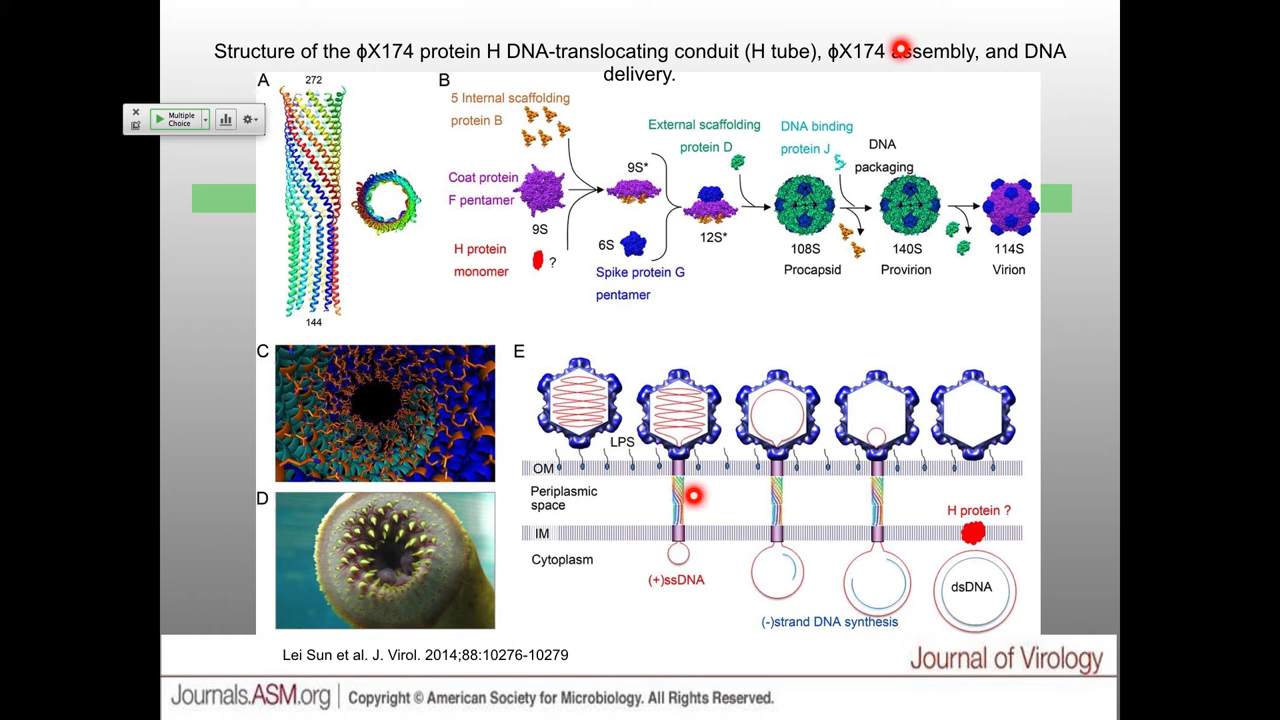 Structure of the ϕX174 protein H DNA-translocating conduit (H tube), ϕX174 assembly, and DNA
delivery.
Multiple
Choice
A
272
144
B
5 Internal scaffolding
protein B
Coat protein
F pentamer
9S
H protein
monomer
?
9S*
6S
Spike protein G
pentamer
External scaffolding
protein D
12S*
DNA binding
protein J
DNA
packaging
108S
Procapsid
140S
Provirion
114S
Virion
C
D
E
LPS
OM
Periplasmic
space
IM
Cytoplasm
(+)ssDNA
(-)strand DNA synthesis
H protein ?
dsDNA
Lei Sun et al. J. Virol. 2014;88:10276-10279
Journal of Virology
Journals.ASM.org | Copyright © American Society for Microbiology. All Rights Reserved.